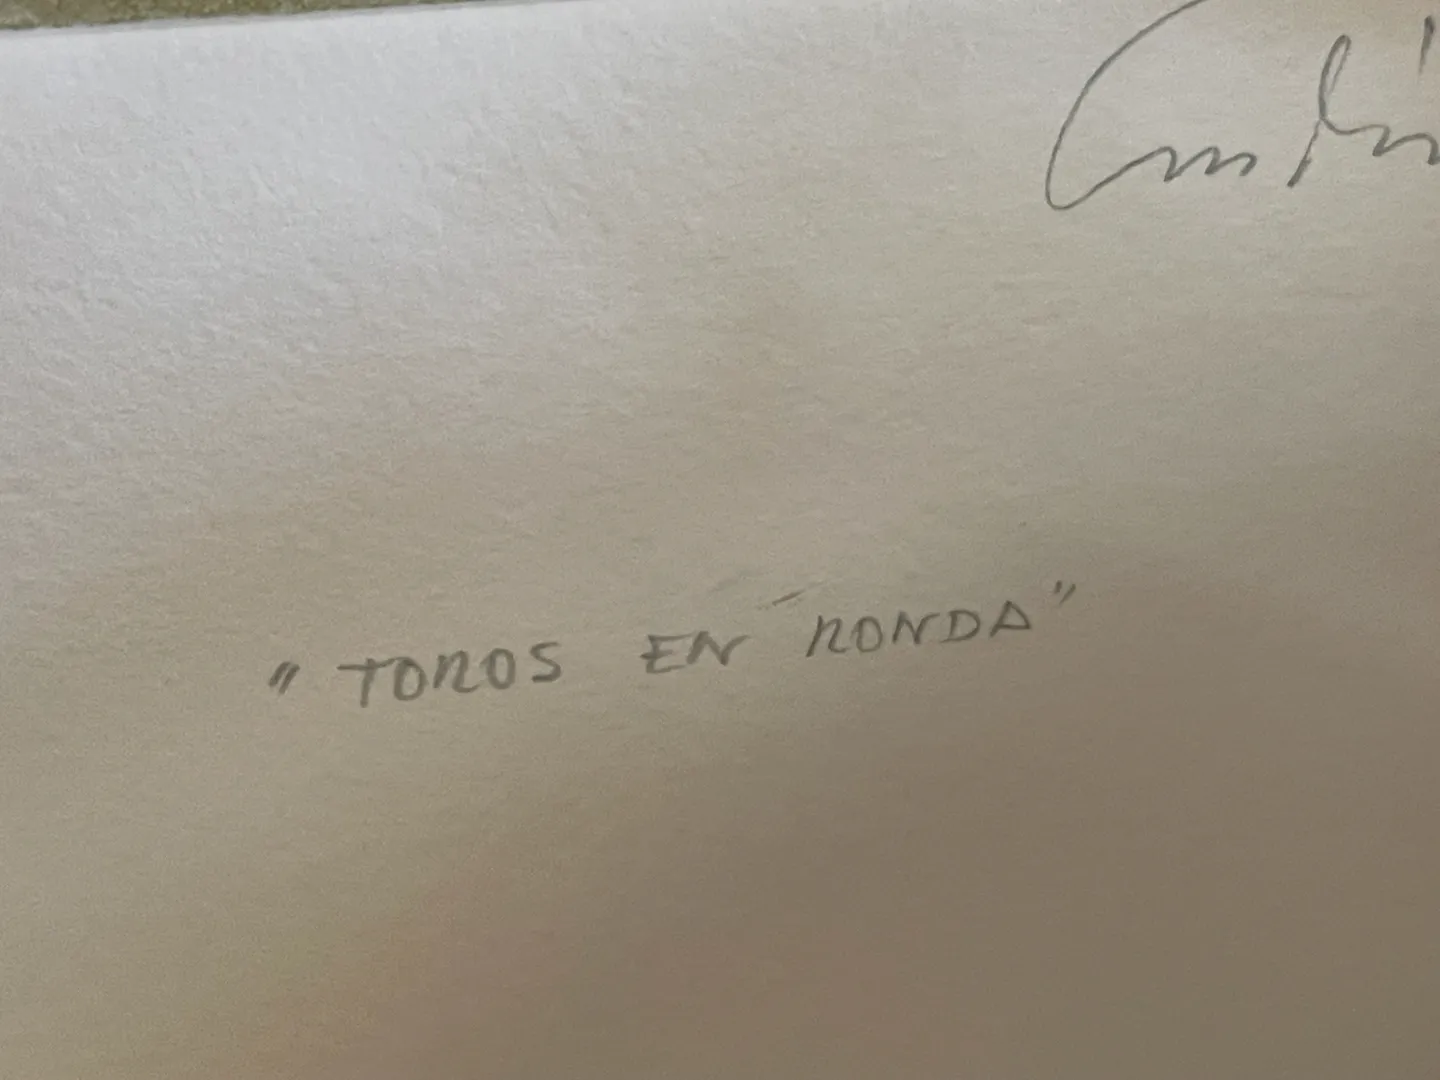 " TOROS EN RONDA "